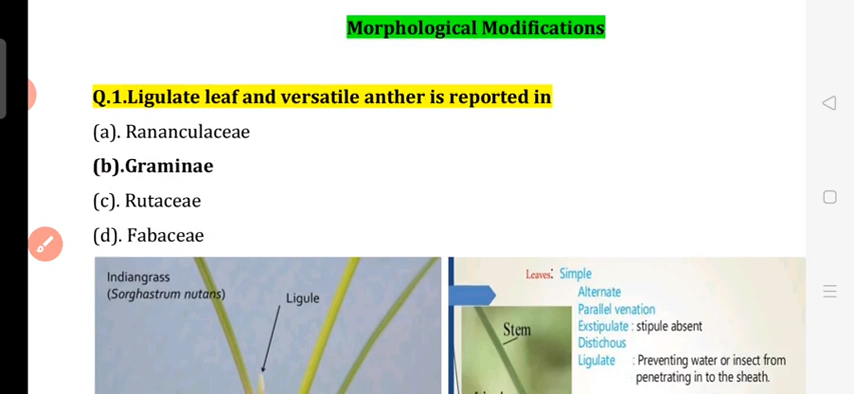 Morphological Modifications
Q.1.Ligulate leaf and versatile anther is reported in
(a). Rananculaceae
(b).Graminae
(c). Rutaceae
(d). Fabaceae
Indiangrass
(Sorghastrum nutans)
Ligule
Leaves: Simple
Alternate
Parallel venation
Exstipulate : stipule absent
Distichous
Ligulate : Preventing water or insect from
penetrating in to the sheath.
Stem